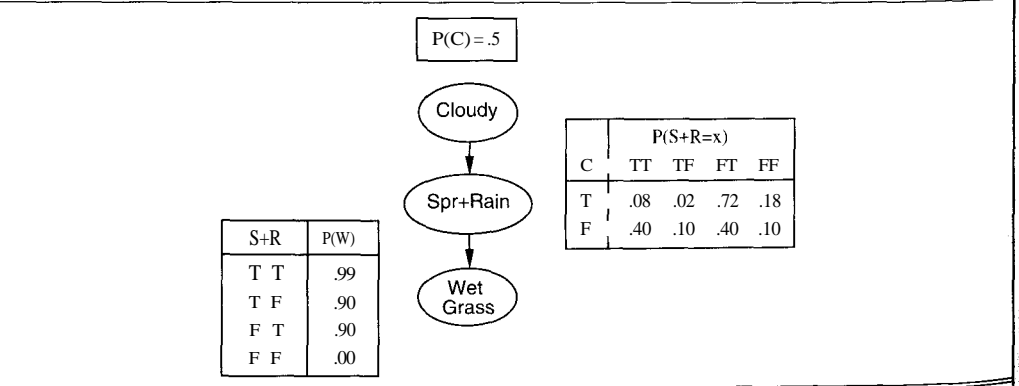 P(C) = .5
Cloudy
P(S+R=x)
C TT TF FT FF
T .08 .02 .72 .18
F .40 .10 .40 .10
Spr+Rain
S+R P(W)
T T .99
T F .90
F T .90
F F .00
Wet
Grass